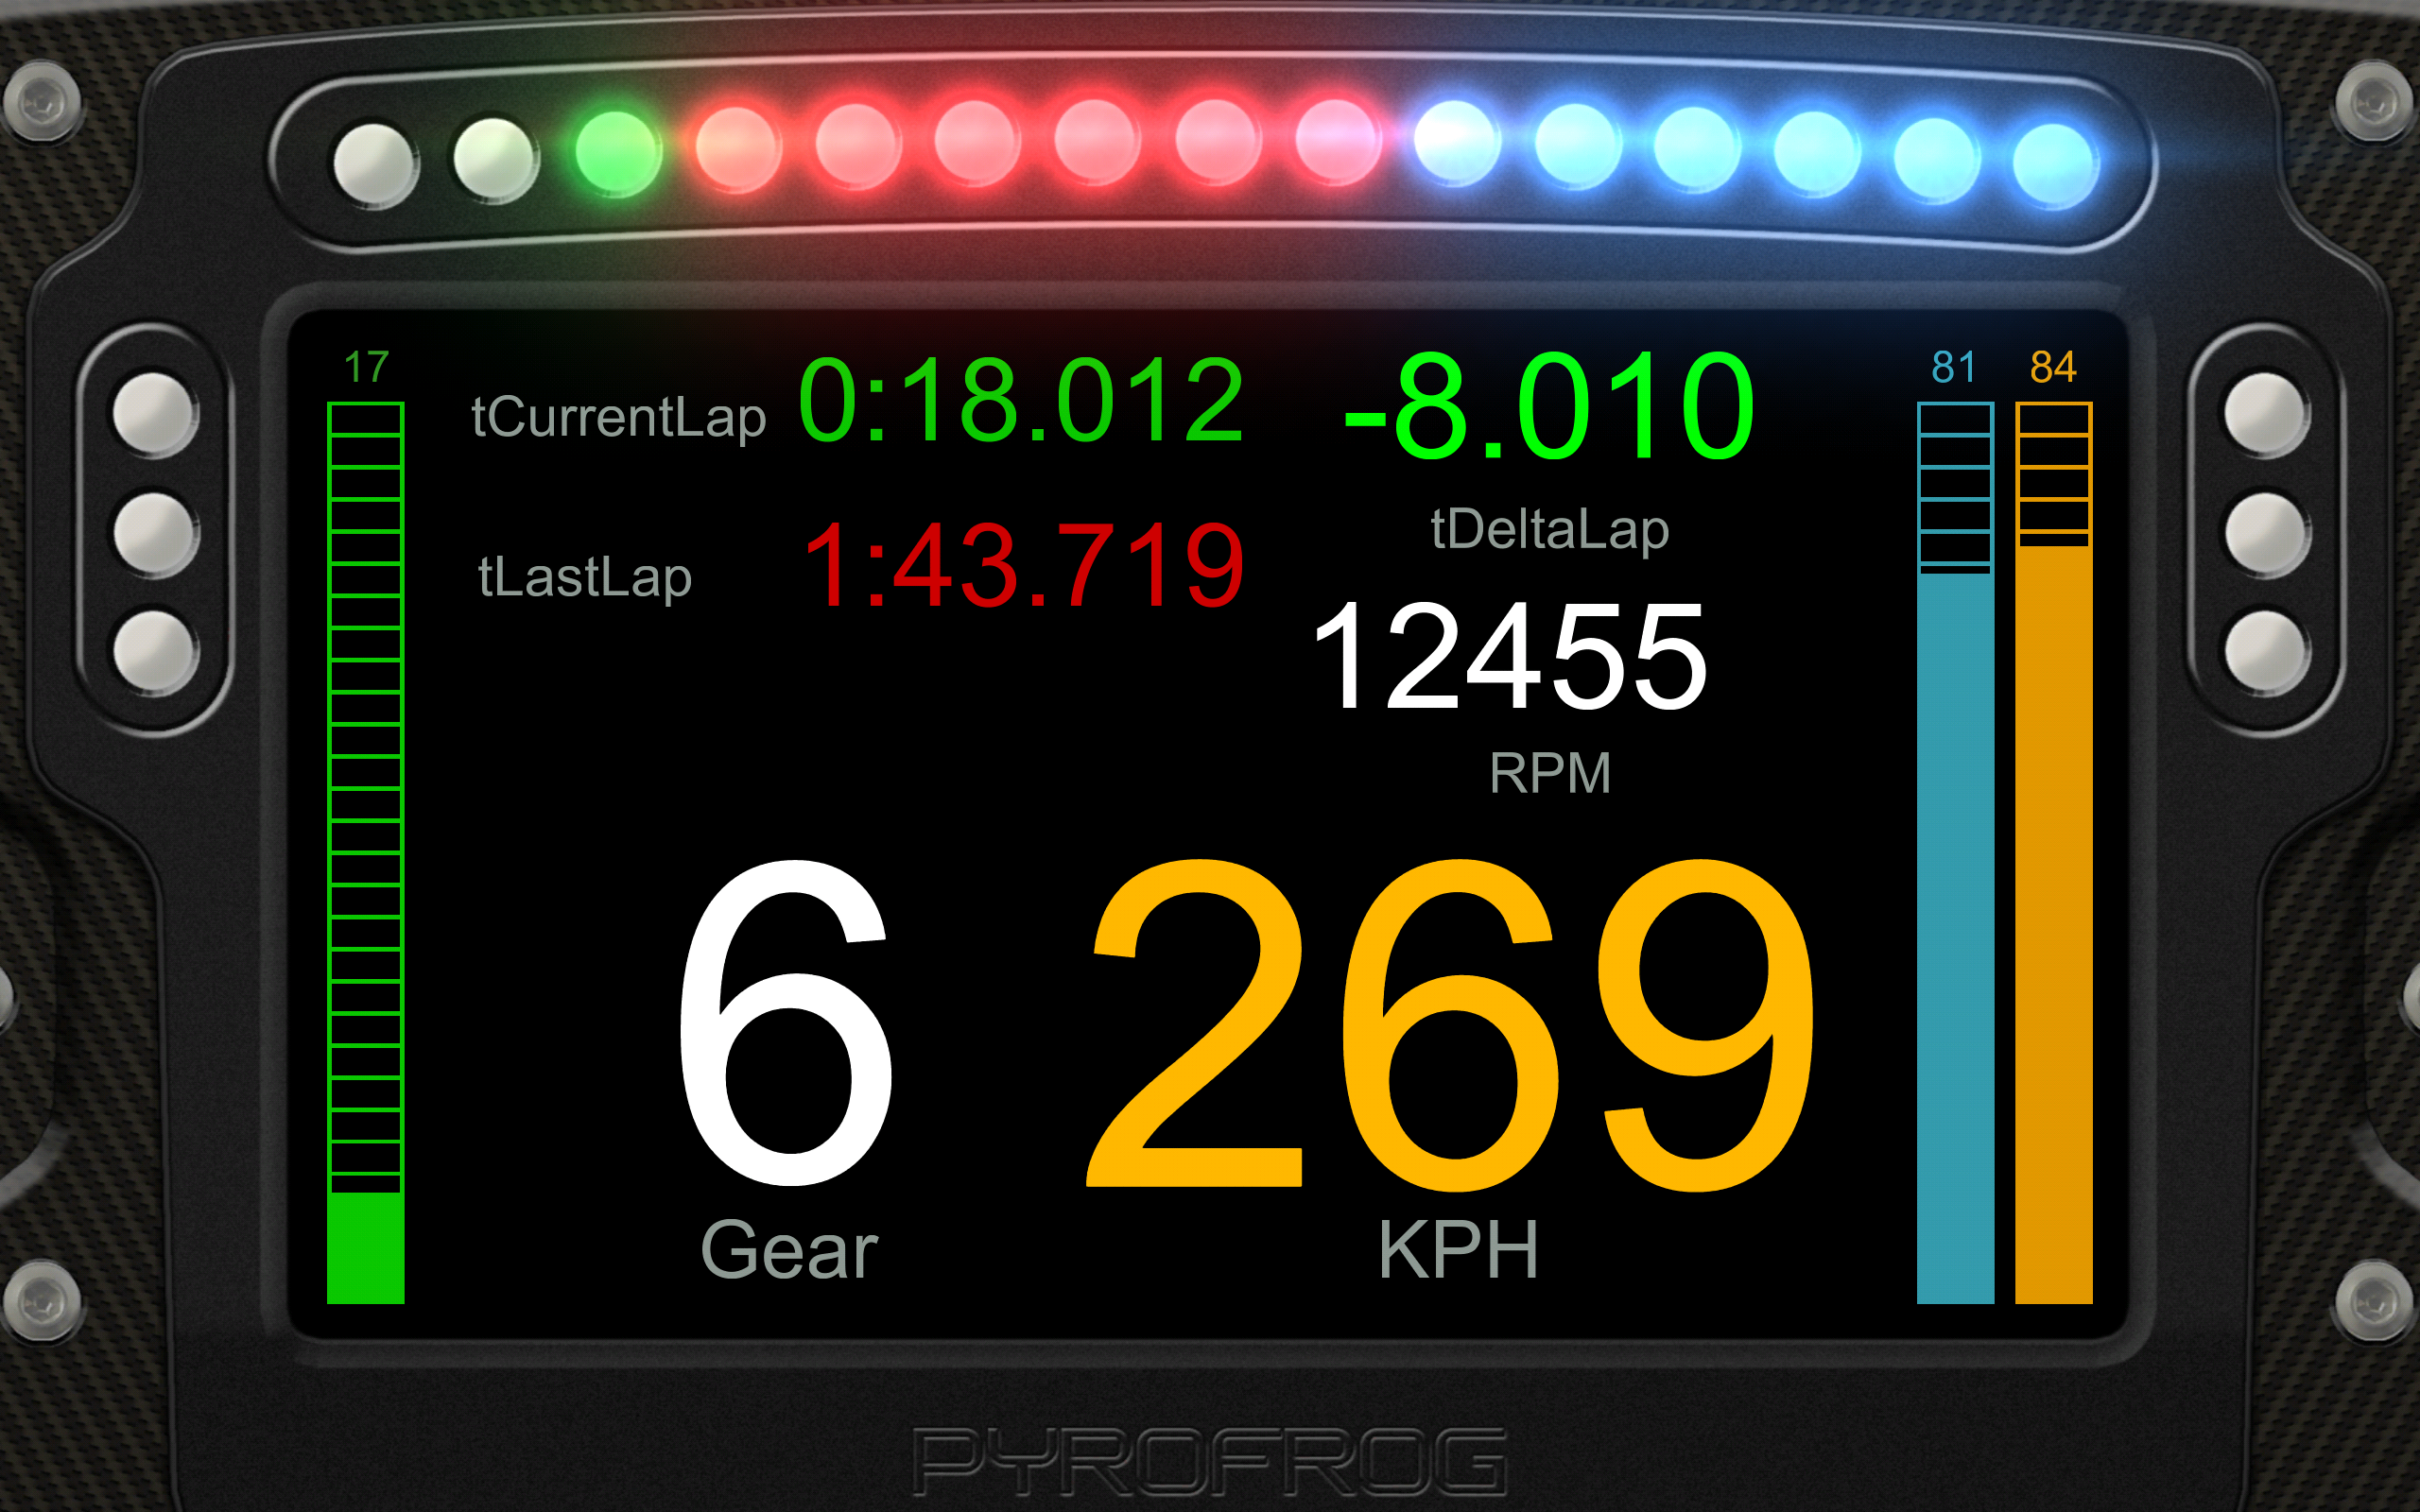 17
tCurrentLap 0:18.012
-8.010
81
84
tLastLap 1:43.719
tDeltaLap
12455
RPM
6
269
Gear
KPH
PYROFROG